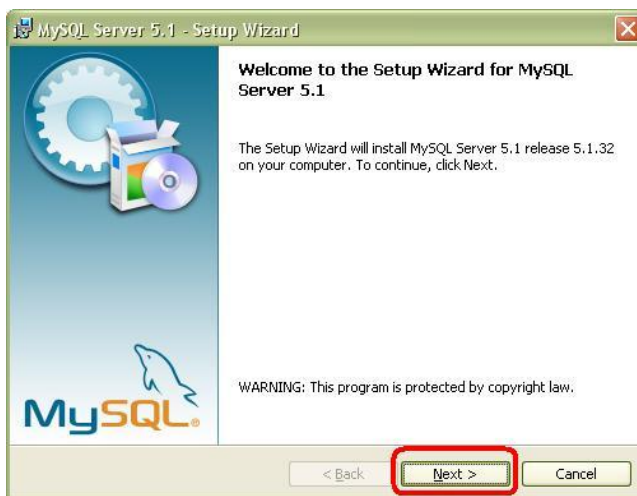 MySQL Server 5.1 - Setup Wizard
Welcome to the Setup Wizard for MySQL
Server 5.1
The Setup Wizard will install MySQL Server 5.1 release 5.1.32
on your computer. To continue, click Next.
WARNING: This program is protected by copyright law.
MySQL®
< Back
Next >
Cancel